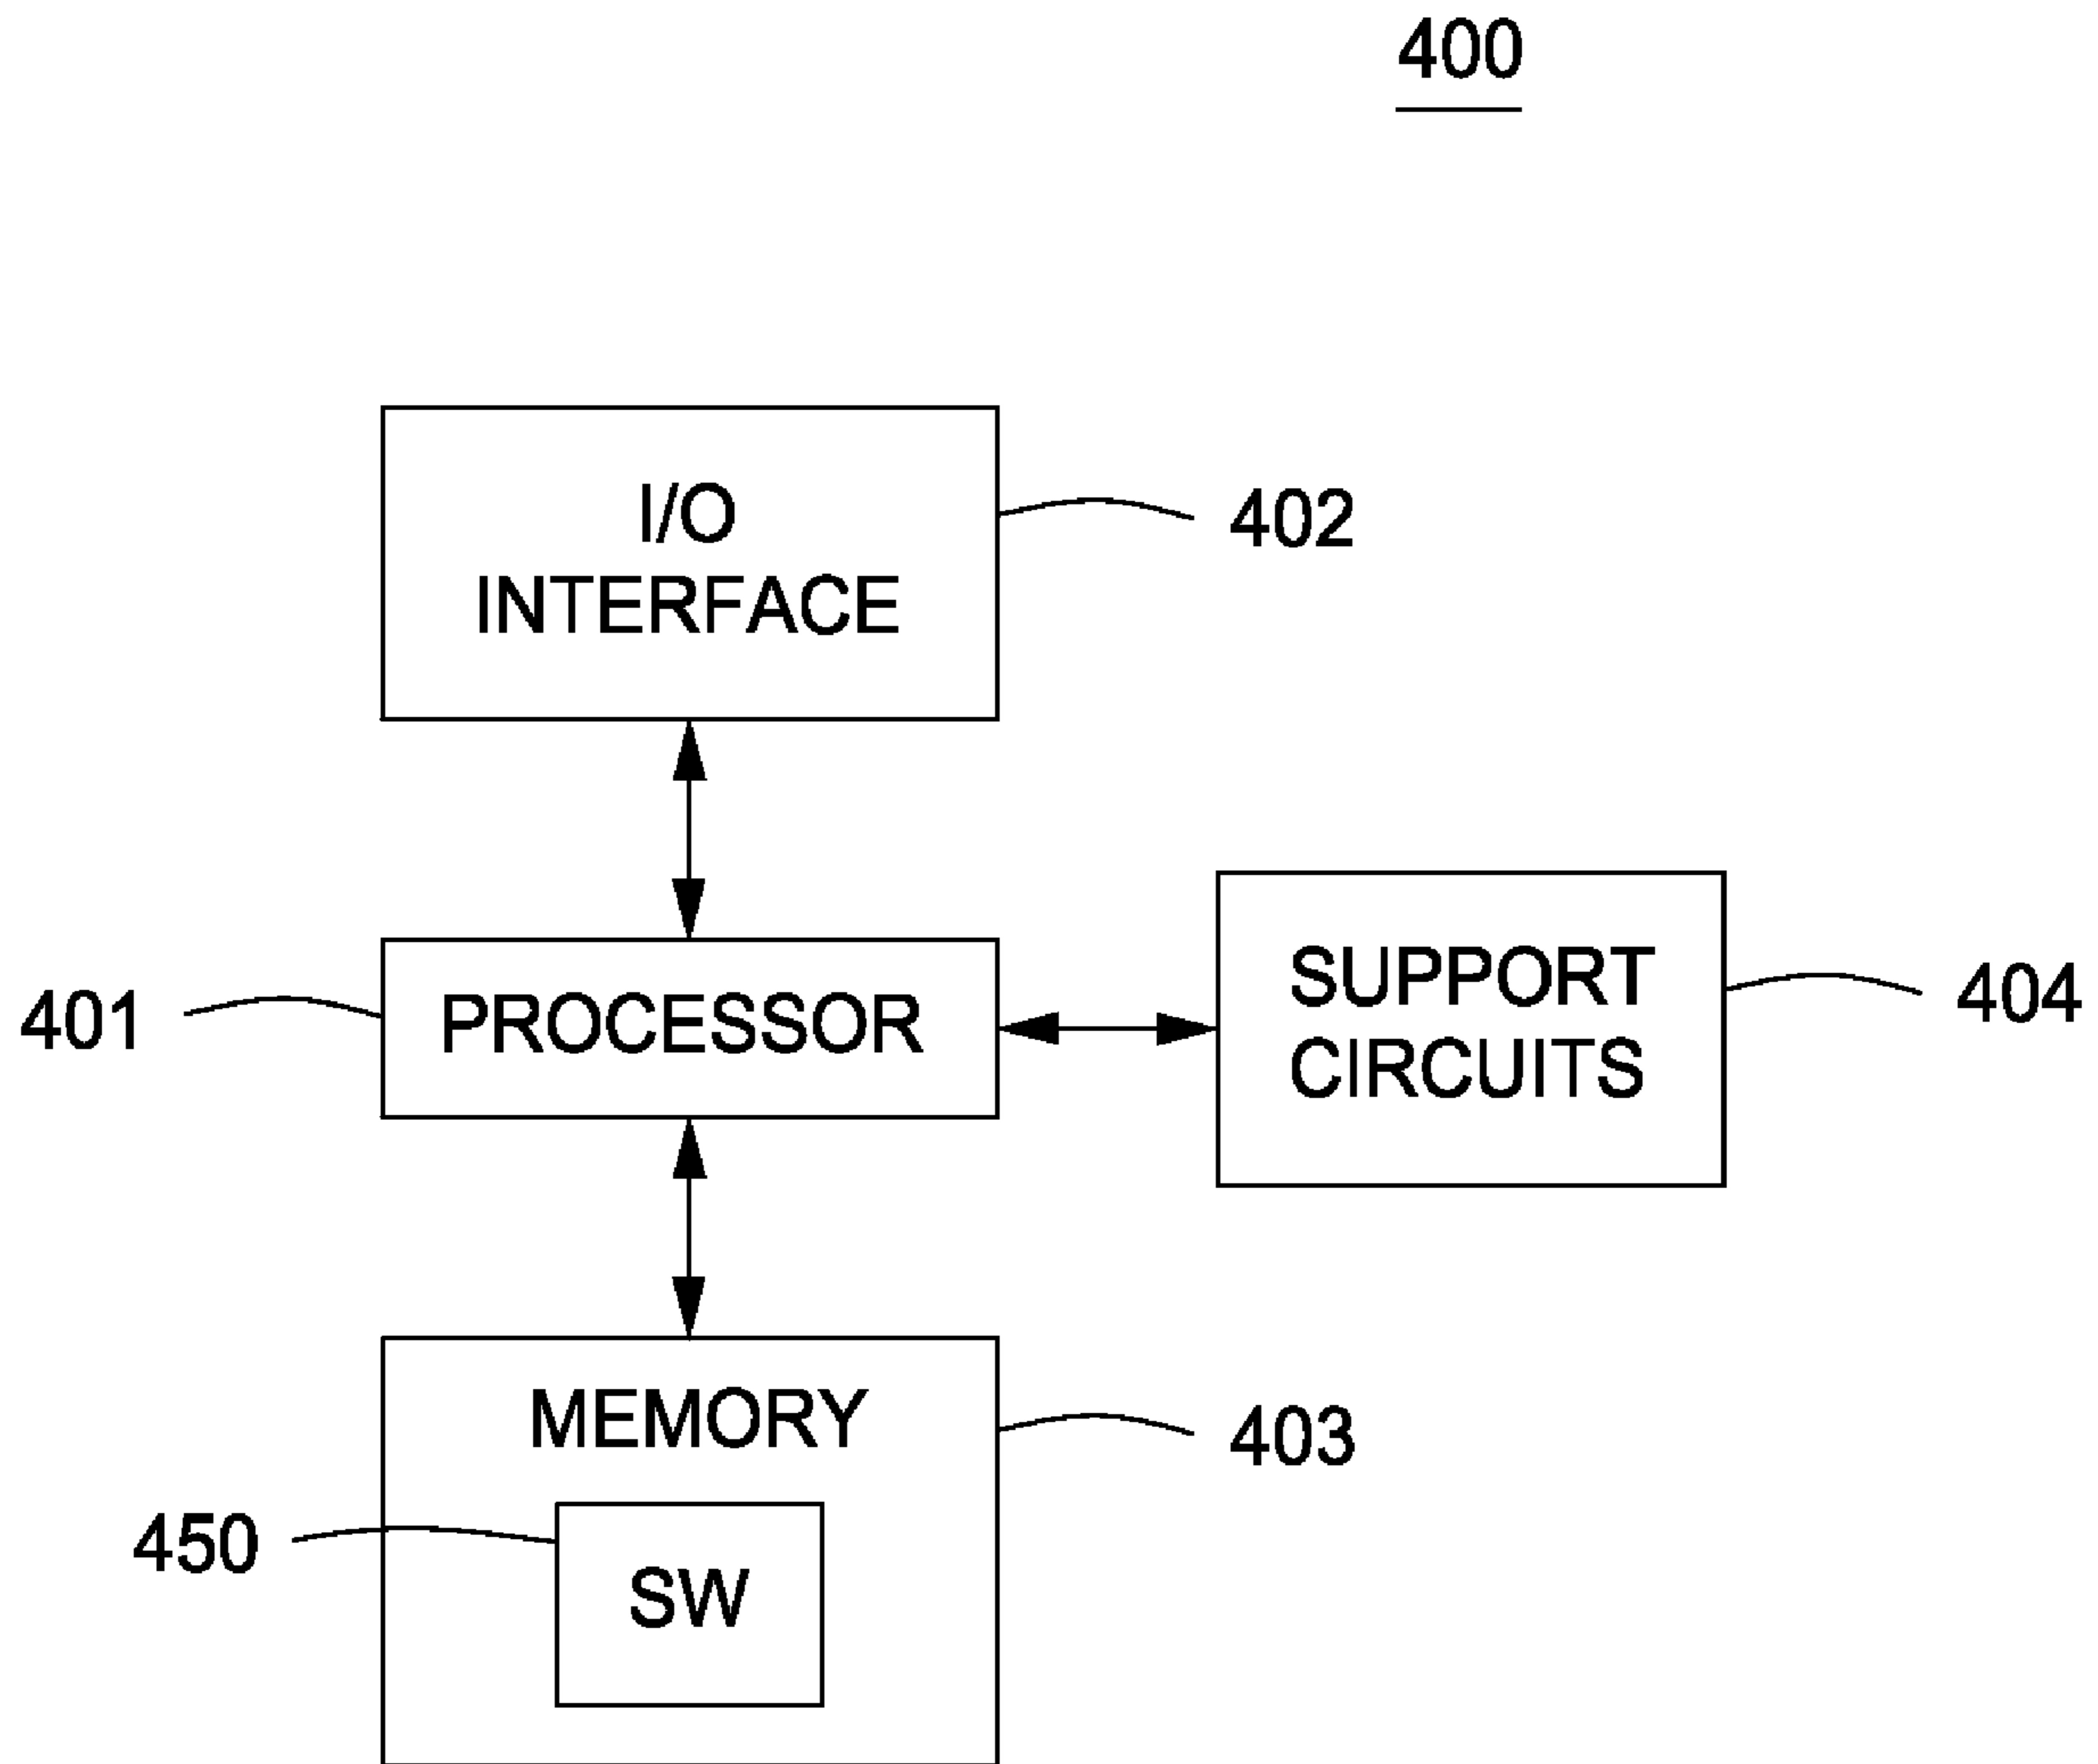 400
I/O
INTERFACE
402
401
PROCESSOR
SUPPORT
CIRCUITS
404
MEMORY
403
450
SW